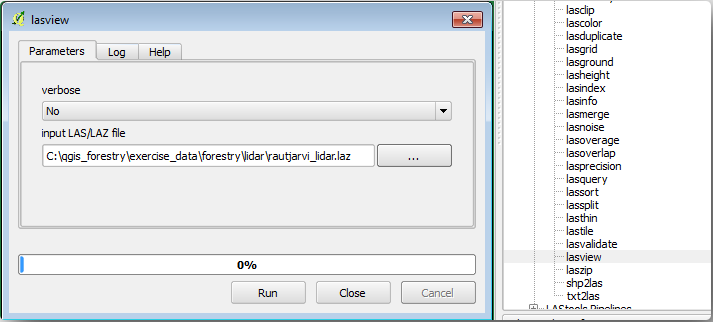 lasview
Parameters
Log
Help
verbose
No
input LAS/LAZ file
C:\qgis_forestry\exercise_data\forestry\lidar\rautjarvi_lidar.laz
...
0%
Run
Close
Cancel
lasclip
lascolor
lasduplicate
lasgrid
lasground
lasheight
lasindex
lasinfo
lasmerge
lasnoise
lasoverage
lasoverlap
lasprecision
lasquery
lassort
lassplit
lasthin
lastile
lasvalidate
lasview
laszip
shp2las
txt2las
LAStools Pipelines